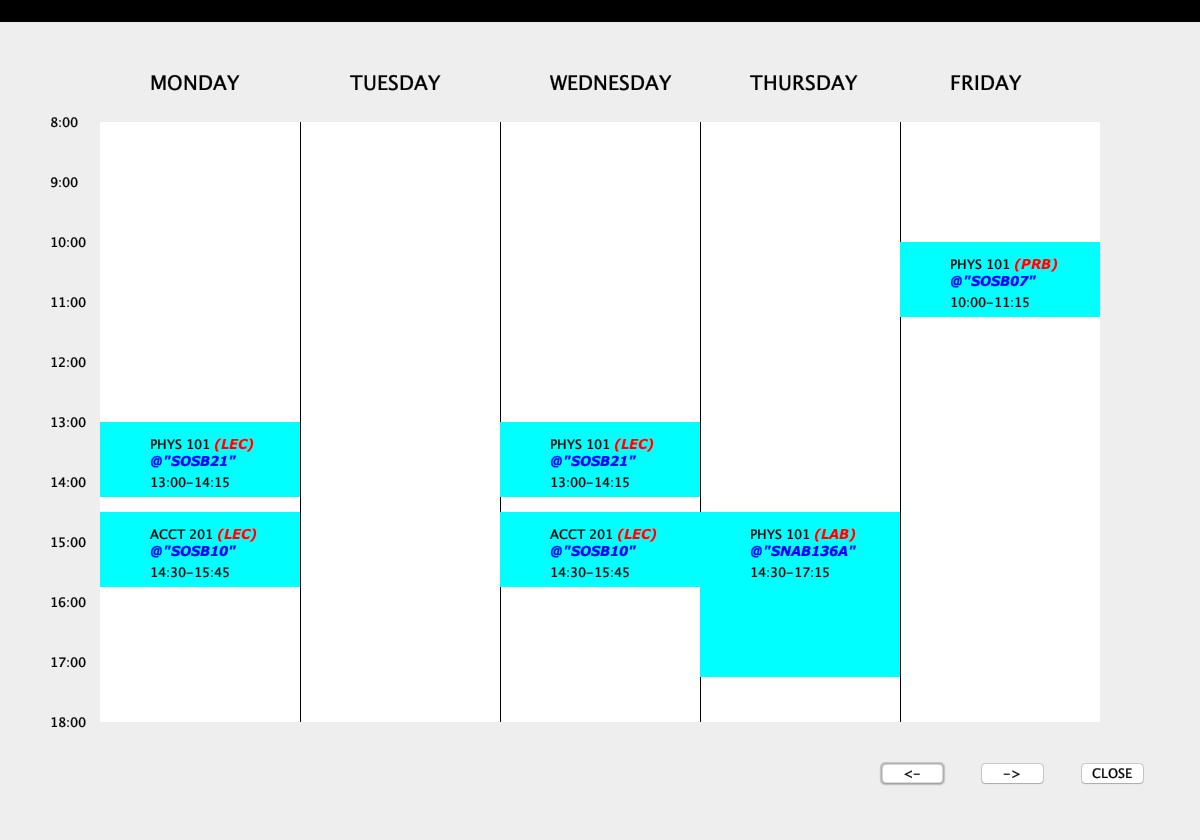 MONDAY TUESDAY WEDNESDAY THURSDAY FRIDAY
8:00
9:00
10:00
PHYS 101 (PRB)
@"SOSB07"
10:00-11:15
11:00
12:00
13:00
PHYS 101 (LEC)
@"SOSB21"
13:00-14:15
PHYS 101 (LEC)
@"SOSB21"
13:00-14:15
14:00
ACCT 201 (LEC)
@"SOSB10"
14:30-15:45
ACCT 201 (LEC)
@"SOSB10"
14:30-15:45
PHYS 101 (LAB)
@"SNAB136A"
14:30-17:15
15:00
16:00
17:00
18:00
<- -> CLOSE